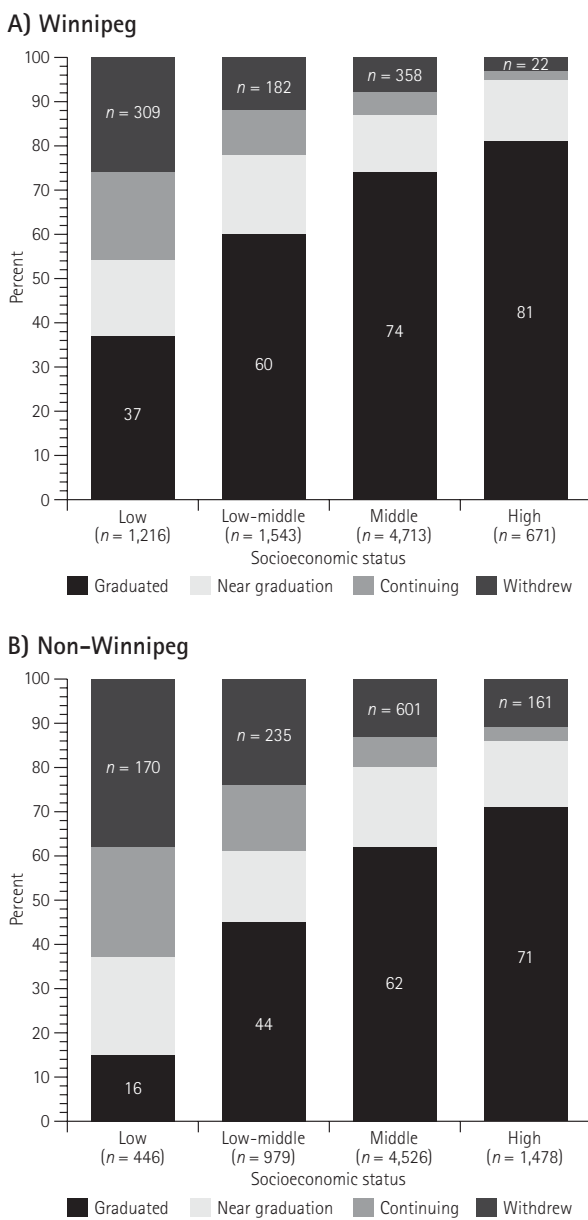 A) Winnipeg
100
90
80
70
60
50
40
30
20
10
0
Percent
n = 309
n = 182
n = 358
n = 22
37
60
74
81
Low Low-middle Middle High
(n = 1,216) (n = 1,543) (n = 4,713) (n = 671)
Socioeconomic status
Graduated Near graduation Continuing Withdrew
B) Non-Winnipeg
100
90
80
70
60
50
40
30
20
10
0
Percent
n = 170
n = 235
n = 601
n = 161
16
44
62
71
Low Low-middle Middle High
(n = 446) (n = 979) (n = 4,526) (n = 1,478)
Socioeconomic status
Graduated Near graduation Continuing Withdrew